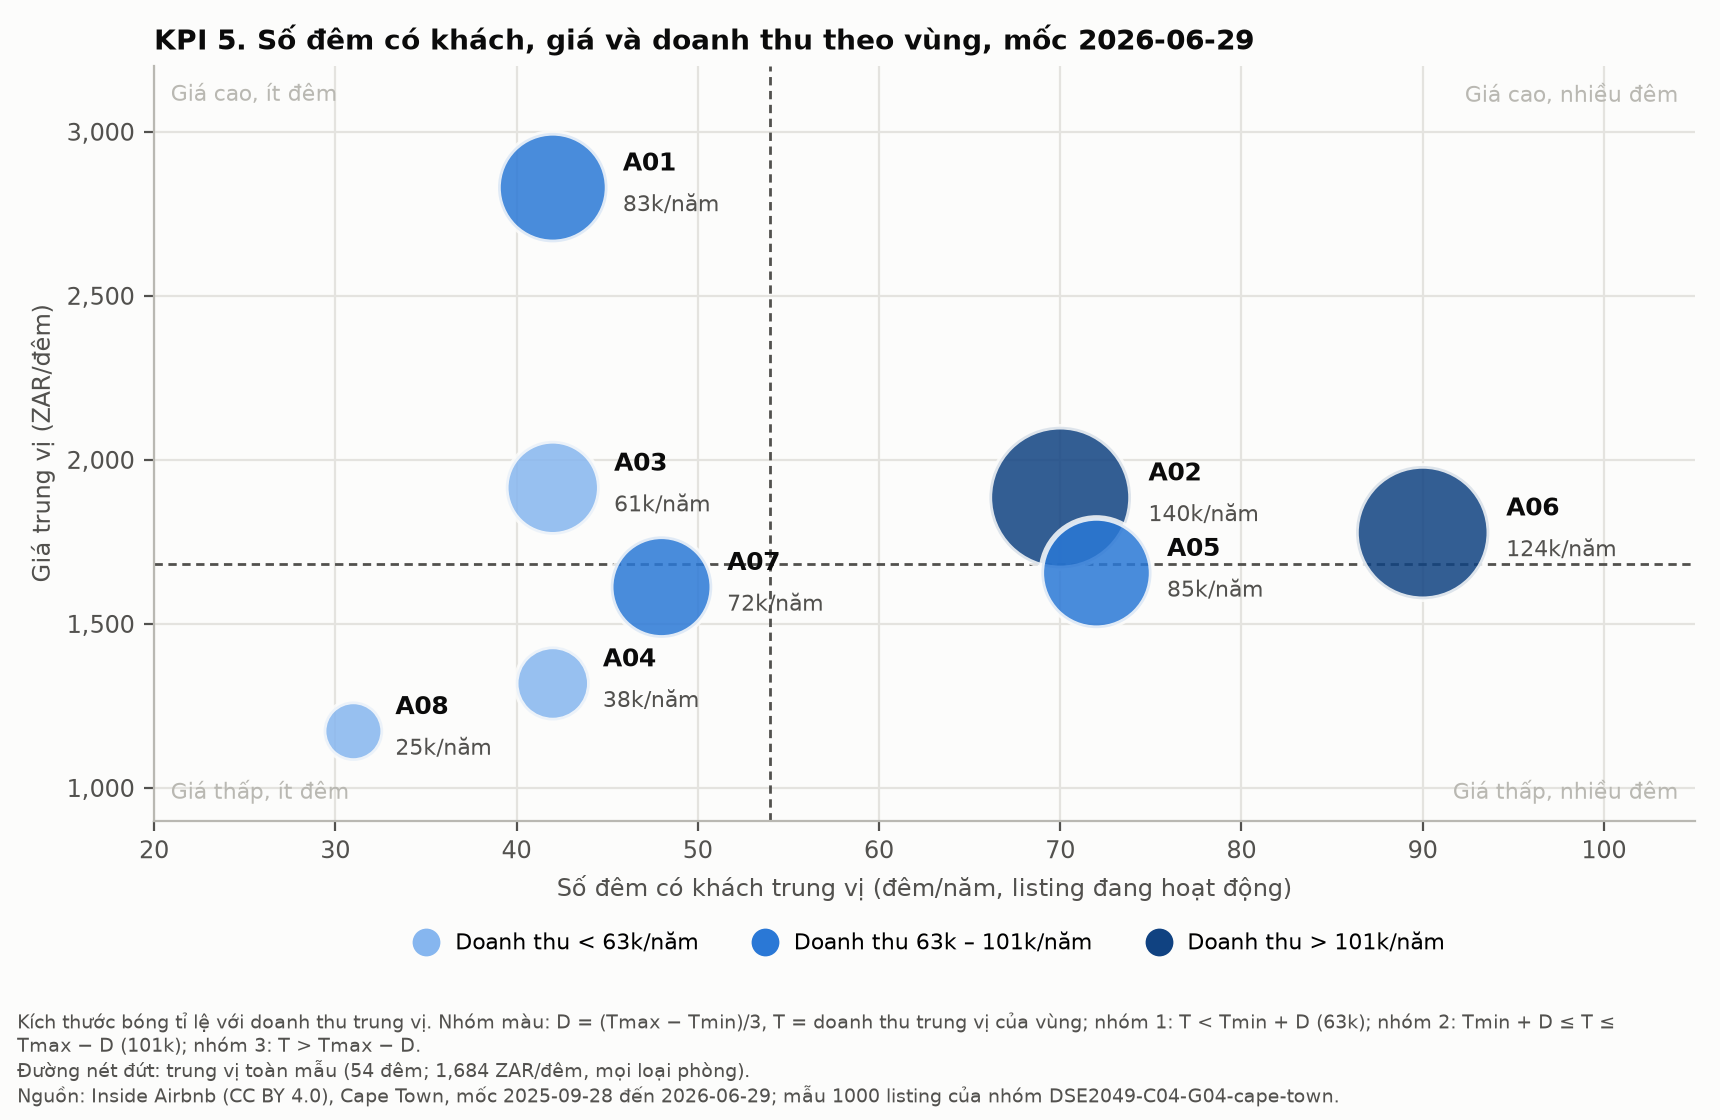 KPI 5. Số đêm có khách, giá và doanh thu theo vùng, mốc 2026-06-29
Giá cao, ít đêm
Giá cao, nhiều đêm
3,000
A01
83k/năm
2,500
Giá trung vị (ZAR/đêm)
2,000
A03
61k/năm
A02
140k/năm
A06
124k/năm
A05
85k/năm
A07
72k/năm
1,500
A04
38k/năm
A08
25k/năm
1,000
Giá thấp, ít đêm
Giá thấp, nhiều đêm
20 30 40 50 60 70 80 90 100
Số đêm có khách trung vị (đêm/năm, listing đang hoạt động)
Doanh thu < 63k/năm Doanh thu 63k – 101k/năm Doanh thu > 101k/năm
Kích thước bóng tỉ lệ với doanh thu trung vị. Nhóm màu: D = (Tmax − Tmin)/3, T = doanh thu trung vị của vùng; nhóm 1: T < Tmin + D (63k); nhóm 2: Tmin + D ≤ T ≤
Tmax − D (101k); nhóm 3: T > Tmax − D.
Đường nét đứt: trung vị toàn mẫu (54 đêm; 1,684 ZAR/đêm, mọi loại phòng).
Nguồn: Inside Airbnb (CC BY 4.0), Cape Town, mốc 2025-09-28 đến 2026-06-29; mẫu 1000 listing của nhóm DSE2049-C04-G04-cape-town.